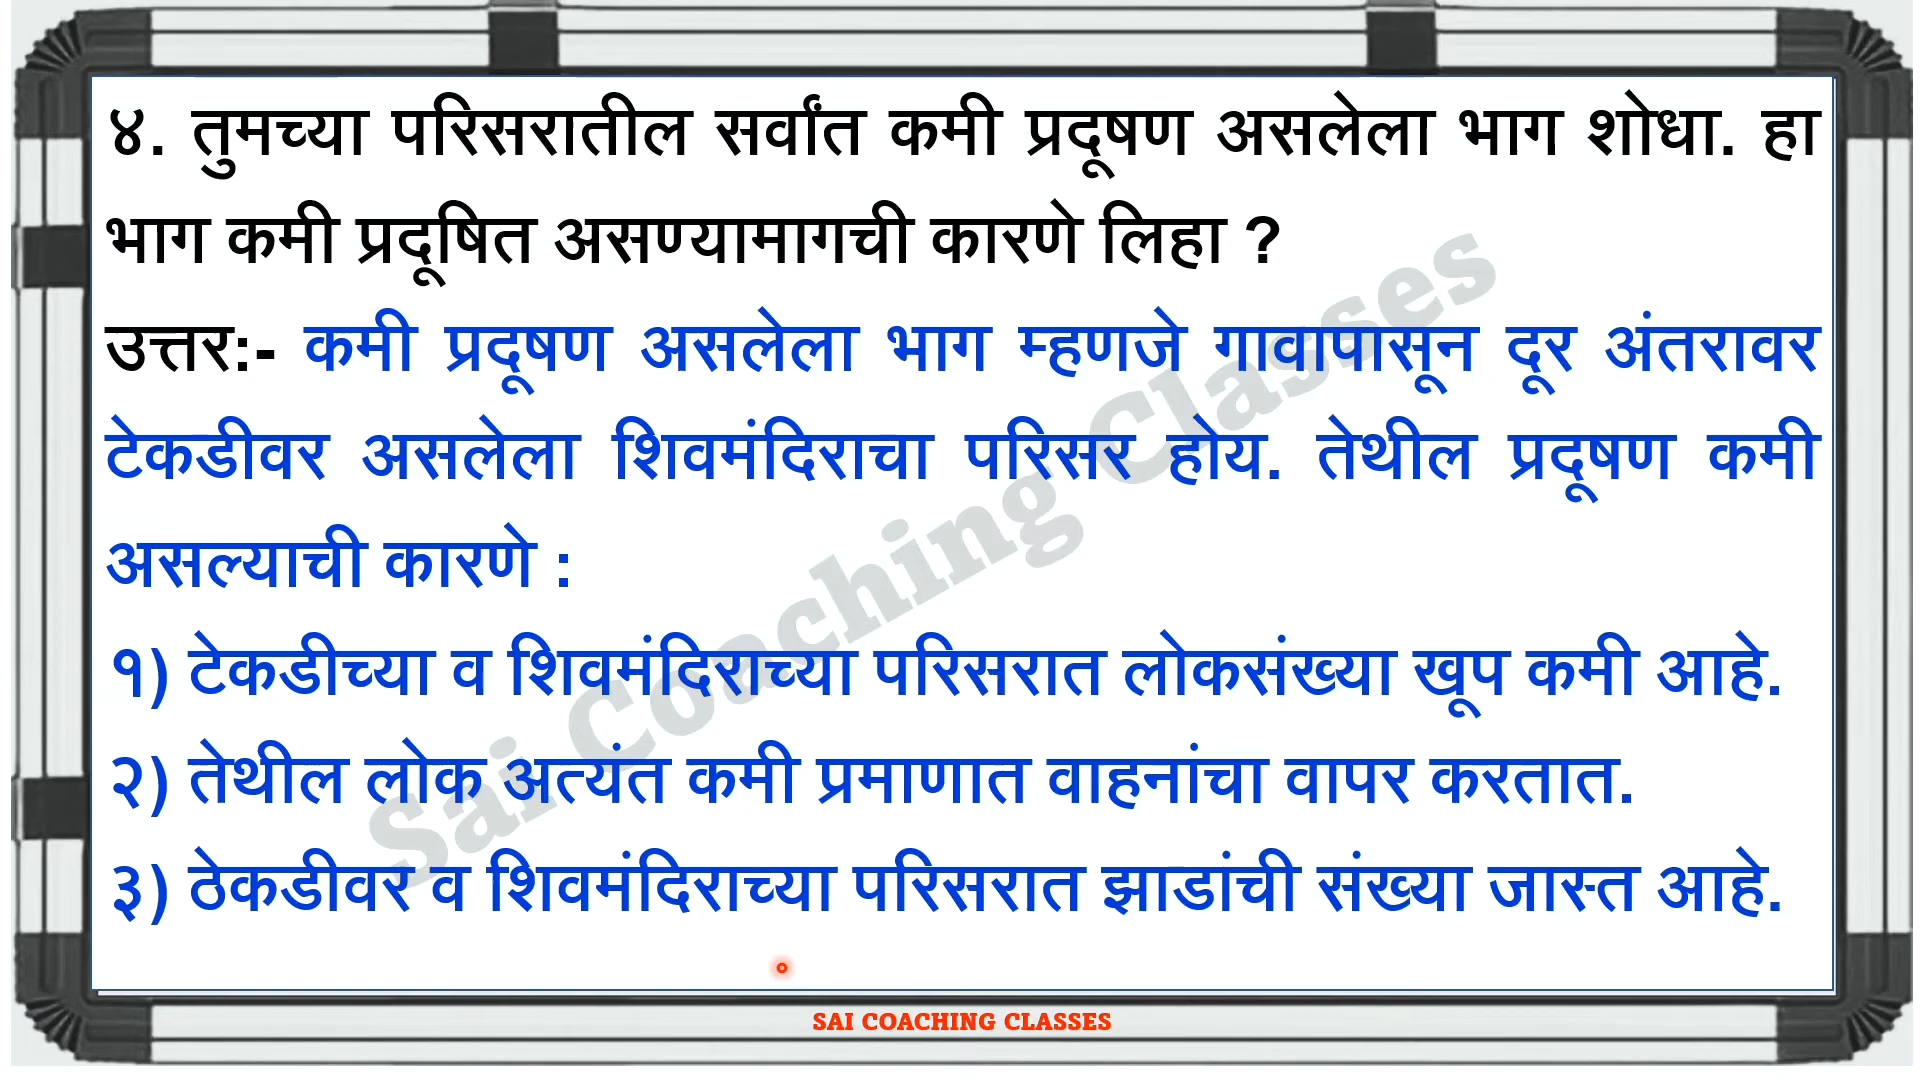 ४. तुमच्या परिसरातील सर्वांत कमी प्रदूषण असलेला भाग शोधा. हा
भाग कमी प्रदूषित असण्यामागची कारणे लिहा ?
उत्तर:- कमी प्रदूषण असलेला भाग म्हणजे गावापासून दूर अंतरावर
टेकडीवर असलेला शिवमंदिराचा परिसर होय. तेथील प्रदूषण कमी
असल्याची कारणे :
१) टेकडीच्या व शिवमंदिराच्या परिसरात लोकसंख्या खूप कमी आहे.
२) तेथील लोक अत्यंत कमी प्रमाणात वाहनांचा वापर करतात.
३) ठेकडीवर व शिवमंदिराच्या परिसरात झाडांची संख्या जास्त आहे.
Sai Coaching Classes
SAI COACHING CLASSES